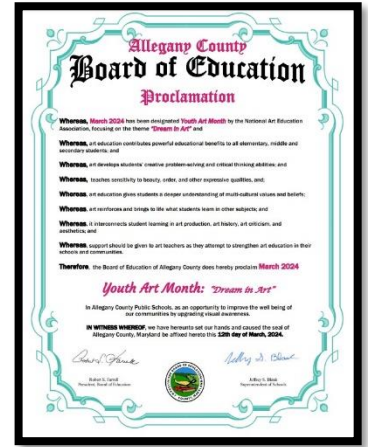 Allegany County
Board of Education
Proclamation
Whereas, March 2024 has been designated Youth Art Month by the National Art Education
Association, focusing on the theme "Dream in Art" and
Whereas, art education contributes powerful educational benefits to all elementary, middle and
secondary students; and
Whereas, art develops students' creative problem-solving and critical thinking abilities; and
Whereas, teaches sensitivity to beauty, order, and other expressive qualities, and;
Whereas, art education gives students a deeper understanding of multi-cultural values and beliefs;
Whereas, art reinforces and brings to life what students learn in other subjects; and
Whereas, it interconnects student learning in art production, art history, art criticism, and
aesthetics; and
Whereas, support should be given to art teachers as they attempt to strengthen art education in their
schools and communities.
Therefore, the Board of Education of Allegany County does hereby proclaim March 2024
Youth Art Month: "Dream in Art"
In Allegany County Public Schools, as an opportunity to improve the well being of
our communities by upgrading visual awareness.
IN WITNESS WHEREOF, we have hereunto set our hands and caused the seal of
Allegany County, Maryland be affixed hereto this 12th day of March, 2024.
Robert S. Farrell
President, Board of Education
Jeffrey S. Blank
Superintendent of Schools